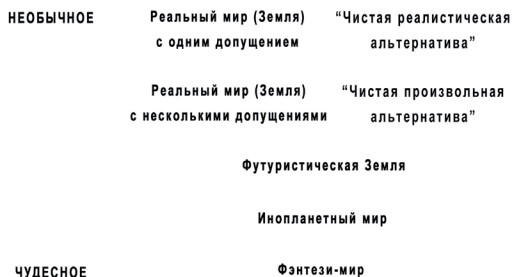 НЕОБЫЧНОЕ Реальный мир (Земля) “Чистая реалистическая
с одним допущением альтернатива”
Реальный мир (Земля) “Чистая произвольная
с несколькими допущениями альтернатива”
Футуристическая Земля
Инопланетный мир
ЧУДЕСНОЕ Фэнтези-мир